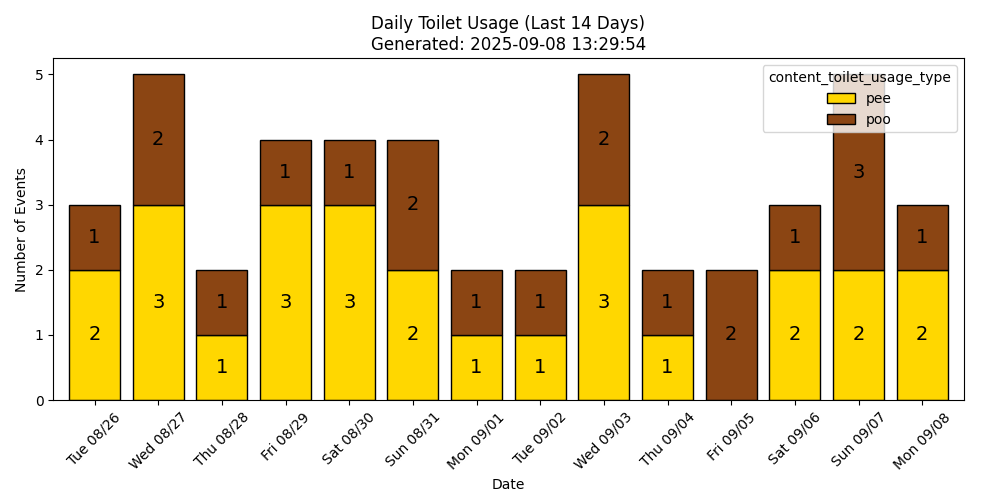 Daily Toilet Usage (Last 14 Days)
Generated: 2025-09-08 13:29:54
content_toilet_usage_type
pee
poo
Number of Events
5
4
3
2
1
0
1
2
1
1
1
2
1
1
2
1
2
1
3
1
2
3
1
3
3
2
1
1
3
1
2
2
2
Tue 08/26
Wed 08/27
Thu 08/28
Fri 08/29
Sat 08/30
Sun 08/31
Mon 09/01
Tue 09/02
Wed 09/03
Thu 09/04
Fri 09/05
Sat 09/06
Sun 09/07
Mon 09/08
Date